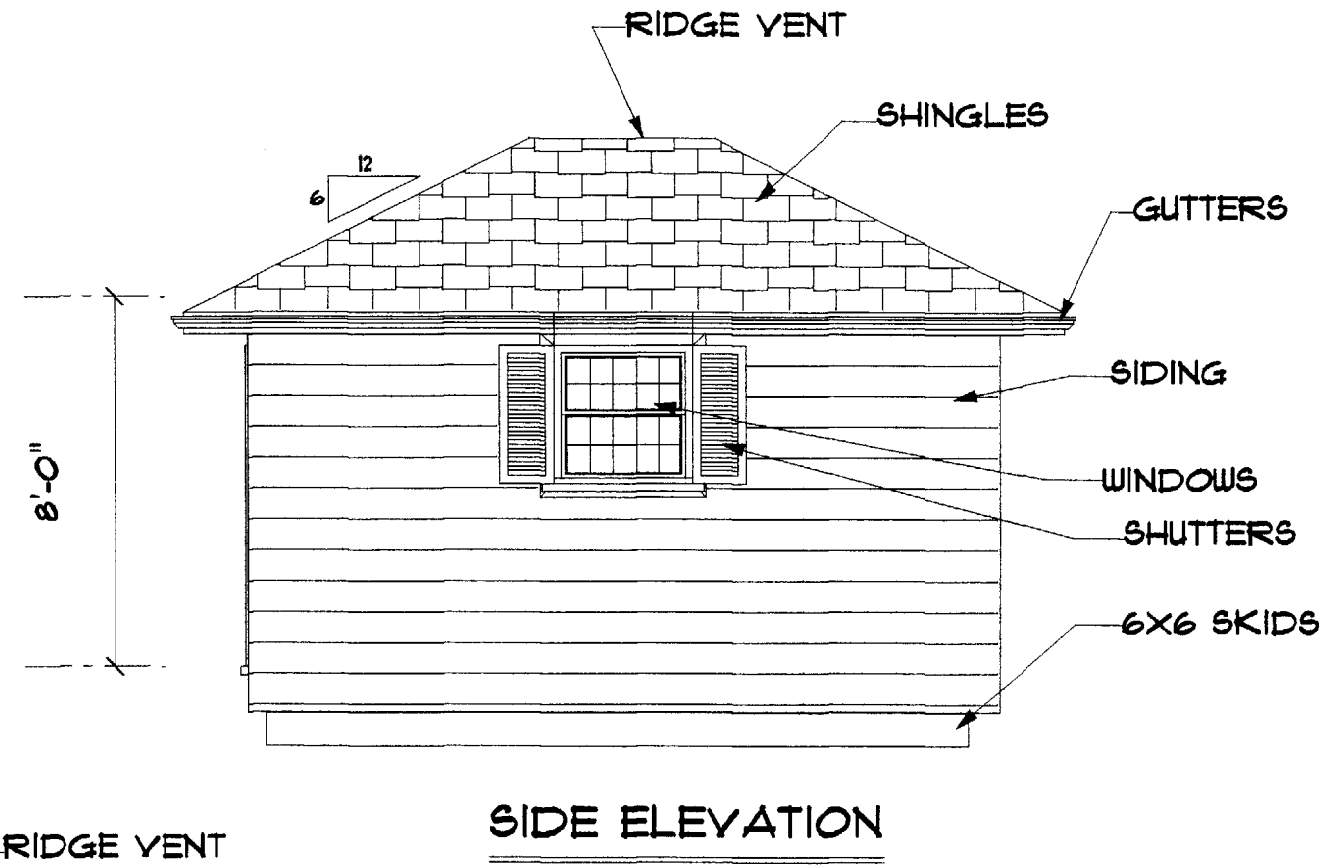 RIDGE VENT
SHINGLES
12
6
GUTTERS
SIDING
8'-0"
WINDOWS
SHUTTERS
6X6 SKIDS
SIDE ELEVATION
RIDGE VENT